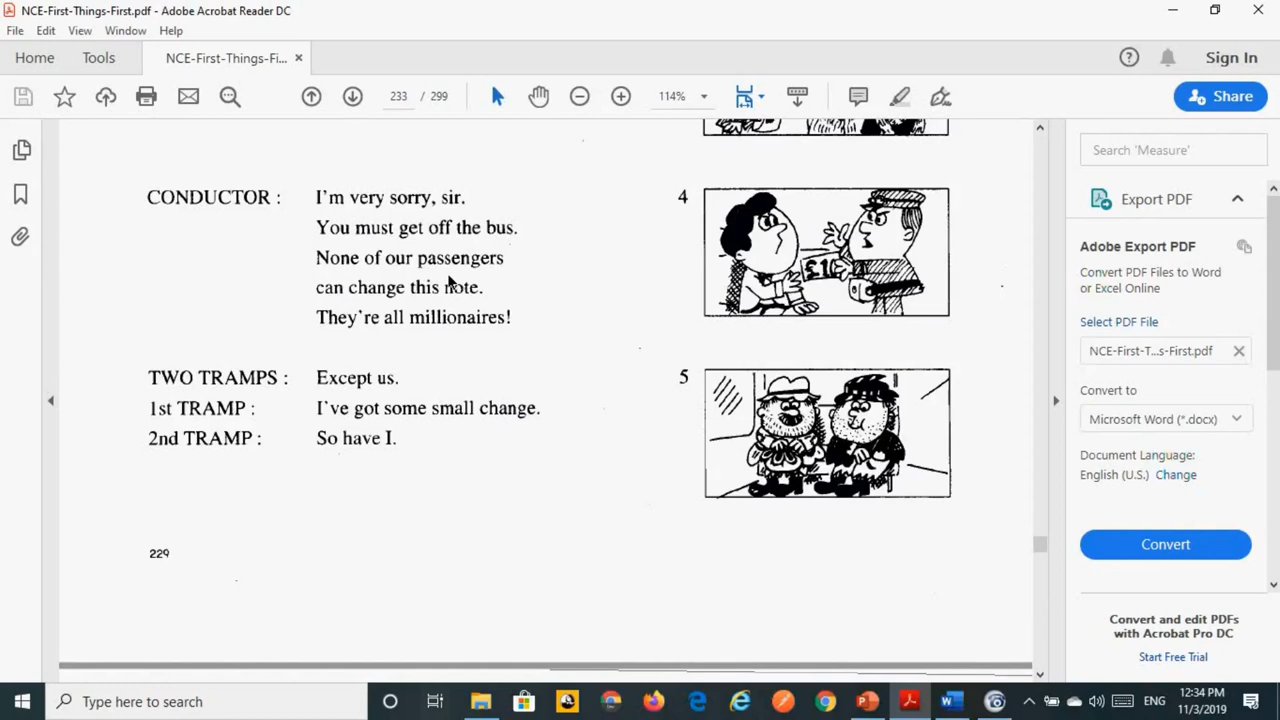 NCE-First-Things-First.pdf - Adobe Acrobat Reader DC
File Edit View Window Help
Home Tools NCE-First-Things-Fi... ×
Sign In
233 / 299 114%
Share
CONDUCTOR : I'm very sorry, sir. 4
You must get off the bus.
None of our passengers
can change this note.
They're all millionaires!
£10
TWO TRAMPS : Except us. 5
1st TRAMP : I've got some small change.
2nd TRAMP : So have I.
229
Search 'Measure'
Export PDF
Adobe Export PDF
Convert PDF Files to Word
or Excel Online
Select PDF File
NCE-First-T...s-First.pdf
Convert to
Microsoft Word (*.docx)
Document Language:
English (U.S.) Change
Convert
Convert and edit PDFs
with Acrobat Pro DC
Start Free Trial
Type here to search
ENG
12:34 PM
11/3/2019